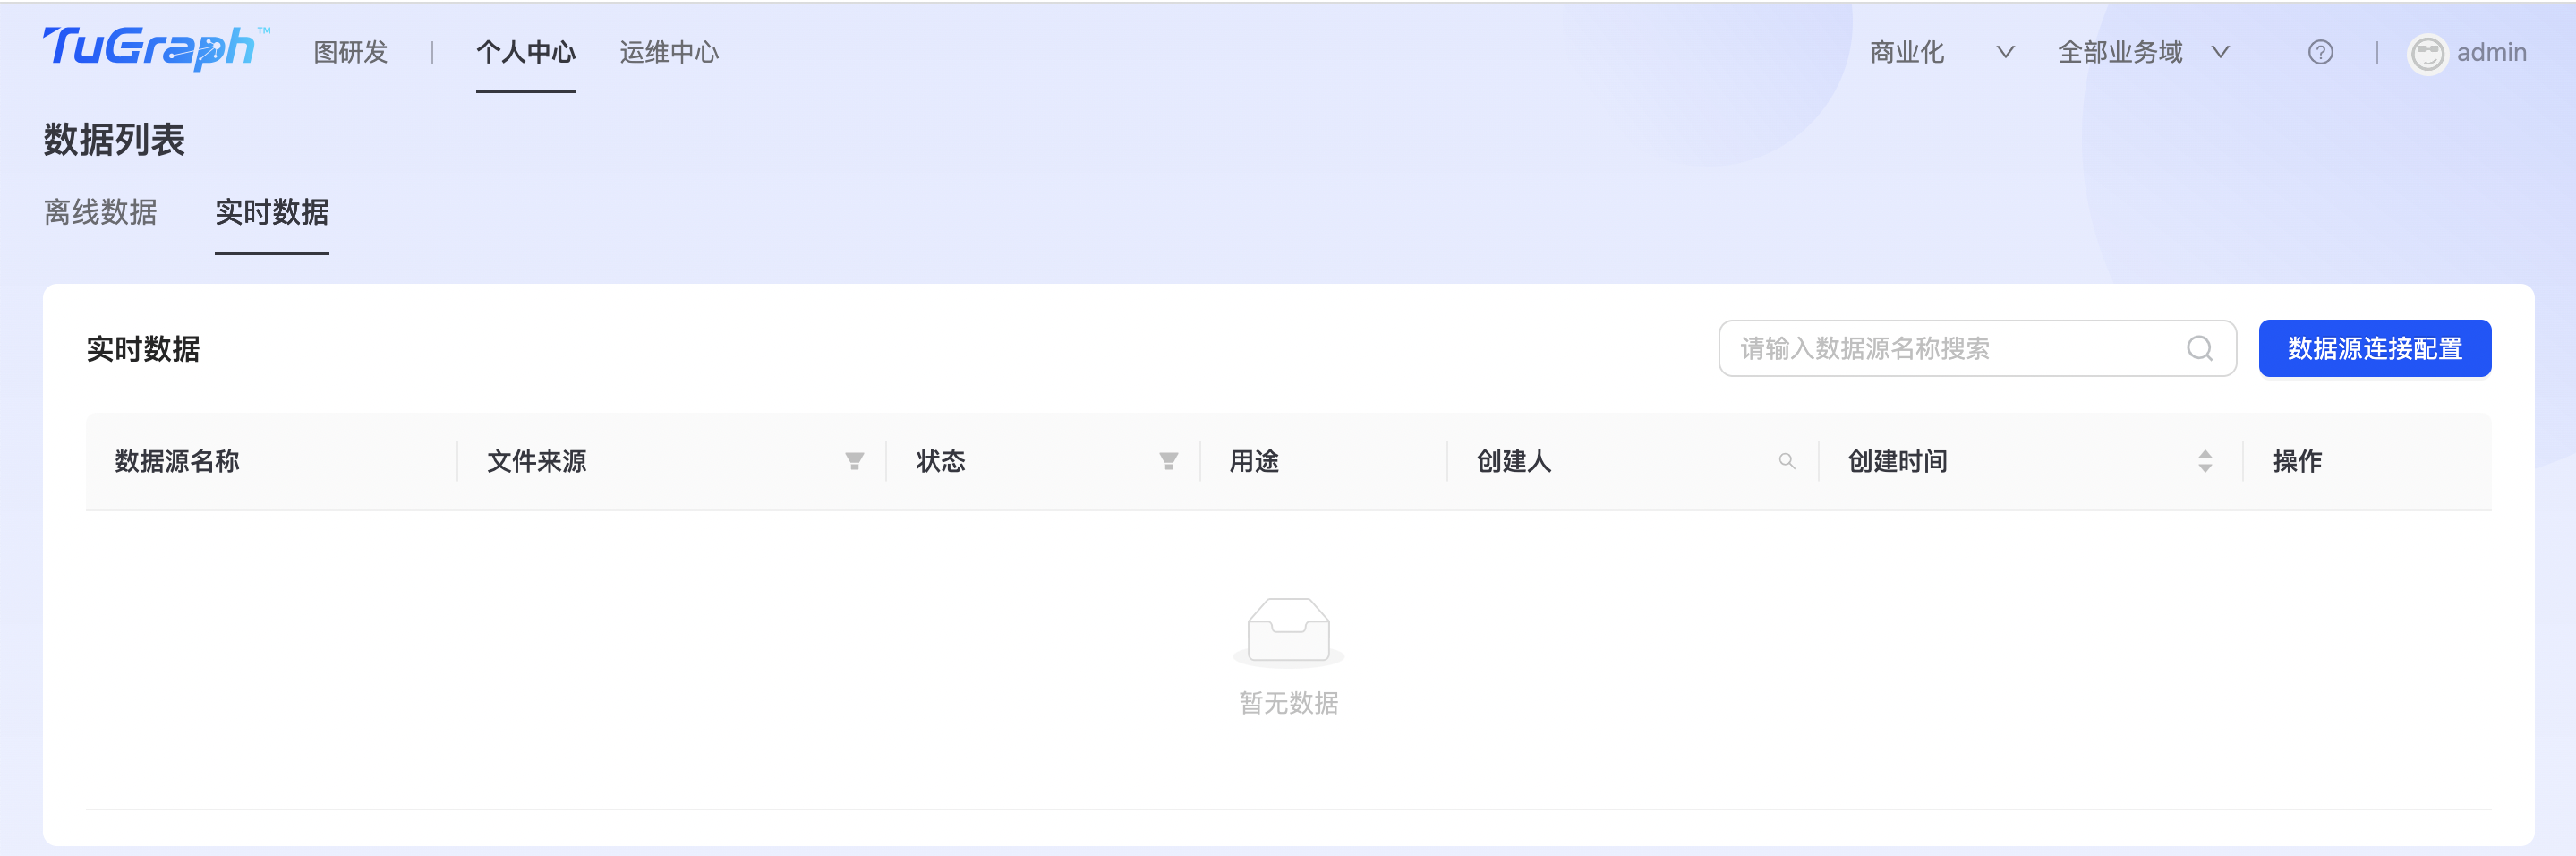 TuGraph™ 图研发 | 个人中心 运维中心 商业化 全部业务域 ? | admin
数据列表
离线数据 实时数据
实时数据 请输入数据源名称搜索 数据源连接配置
数据源名称 文件来源 状态 用途 创建人 创建时间 操作
暂无数据